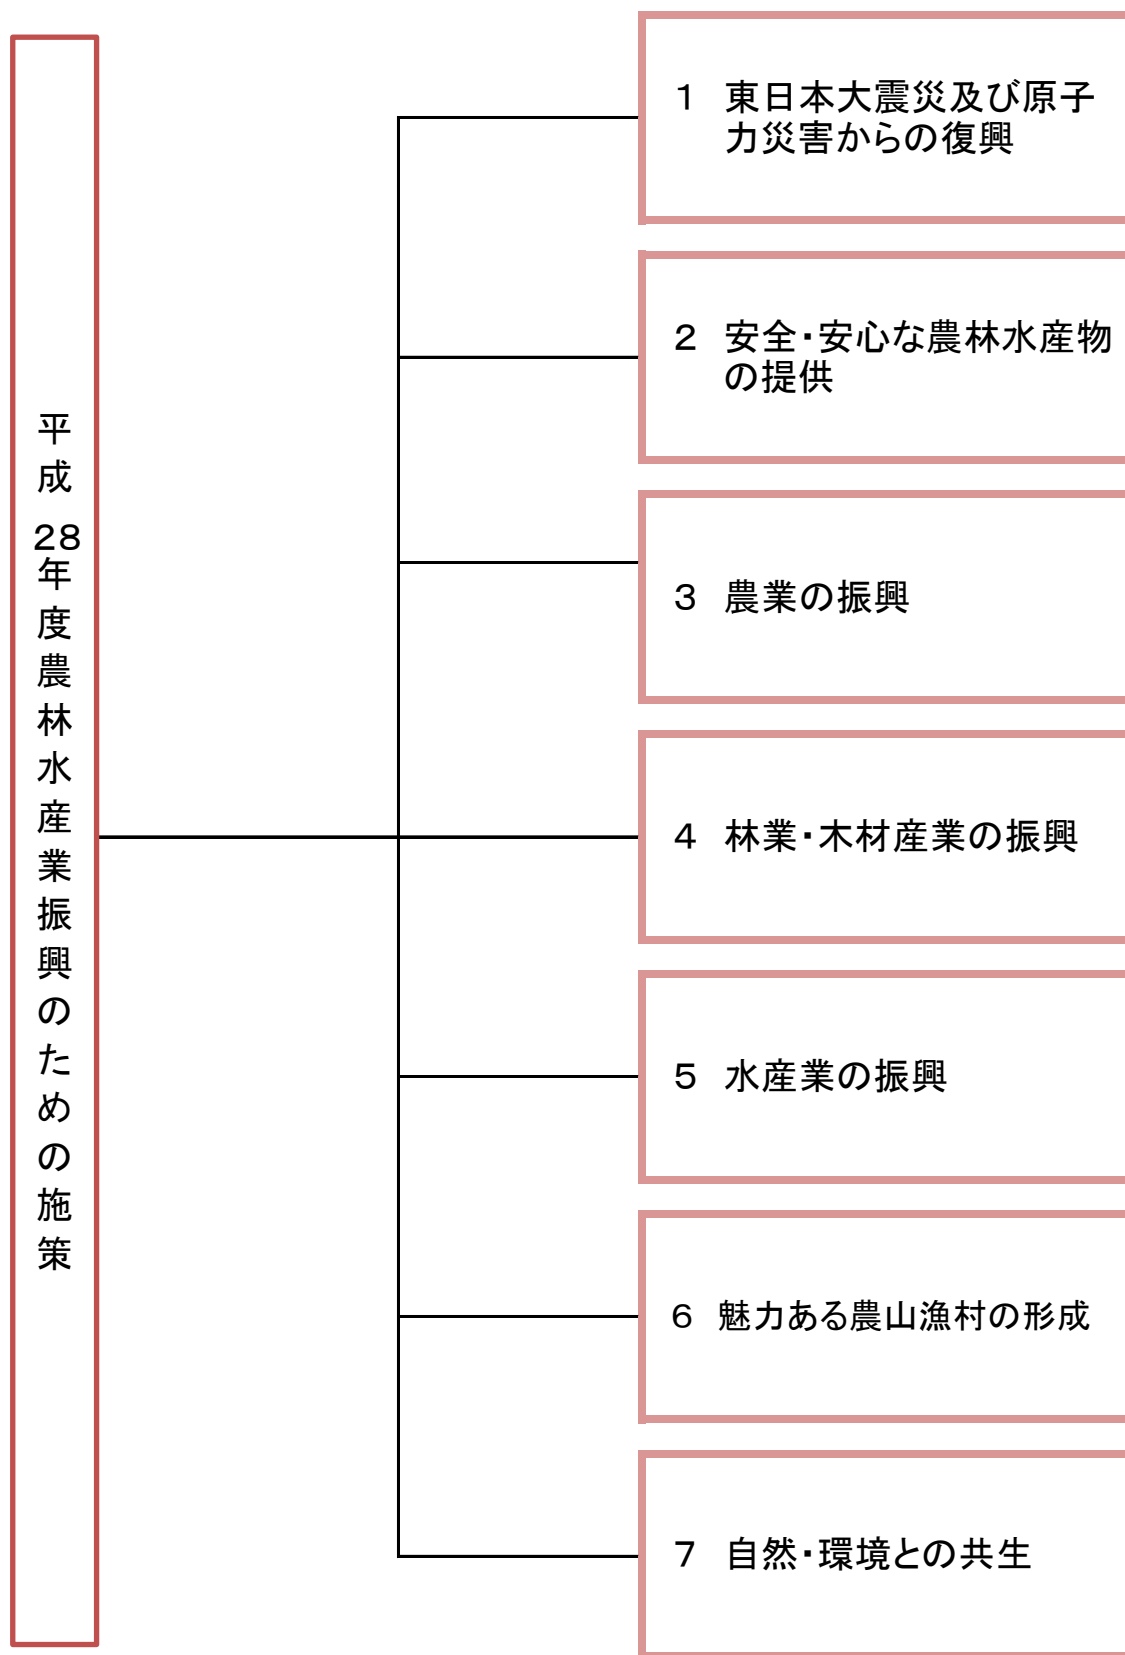 平成28年度農林水産業振興のための施策
1 東日本大震災及び原子
力災害からの復興
2 安全・安心な農林水産物
の提供
3 農業の振興
4 林業・木材産業の振興
5 水産業の振興
6 魅力ある農山漁村の形成
7 自然・環境との共生